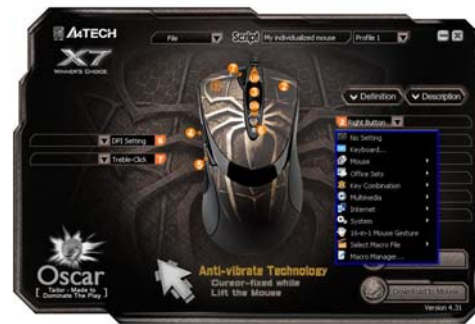 A4TECH
File
Script
My individualized mouse
Profile 1
X7
WINNER'S CHOICE
Definition
Description
2 Right Button
DPI Setting 6
Treble-Click 7
No Setting
Keyboard...
Mouse
Office Sets
Key Combination
Multimedia
Internet
System
16-in-1 Mouse Gesture
Select Macro File
Macro Manager...
Oscar
[ Tailor - Made to
Dominate The Play ]
Anti-vibrate Technology
Cursor-fixed while
Lift the Mouse
Download to Mouse
Version 4.31